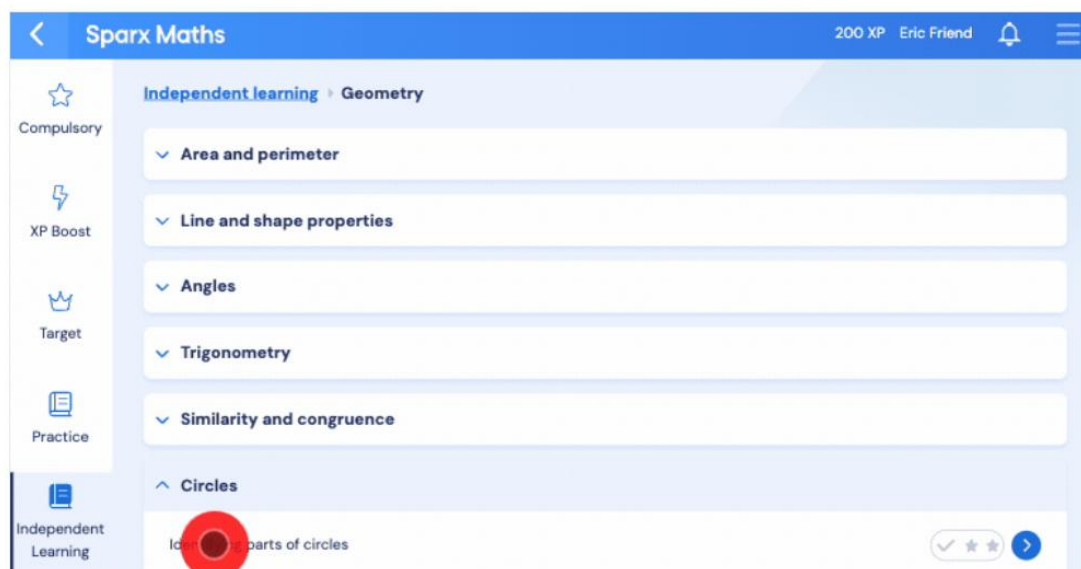 Sparx Maths
200 XP Eric Friend
Compulsory
XP Boost
Target
Practice
Independent
Learning
Independent learning Geometry
Area and perimeter
Line and shape properties
Angles
Trigonometry
Similarity and congruence
Circles
parts of circles